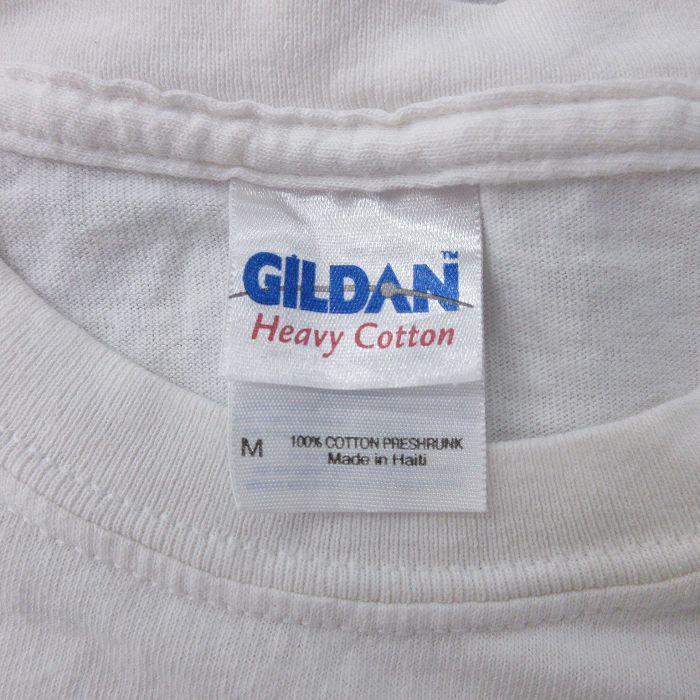 GILDAN™
Heavy Cotton
M 100% COTTON PRESHRUNK
Made in Haiti